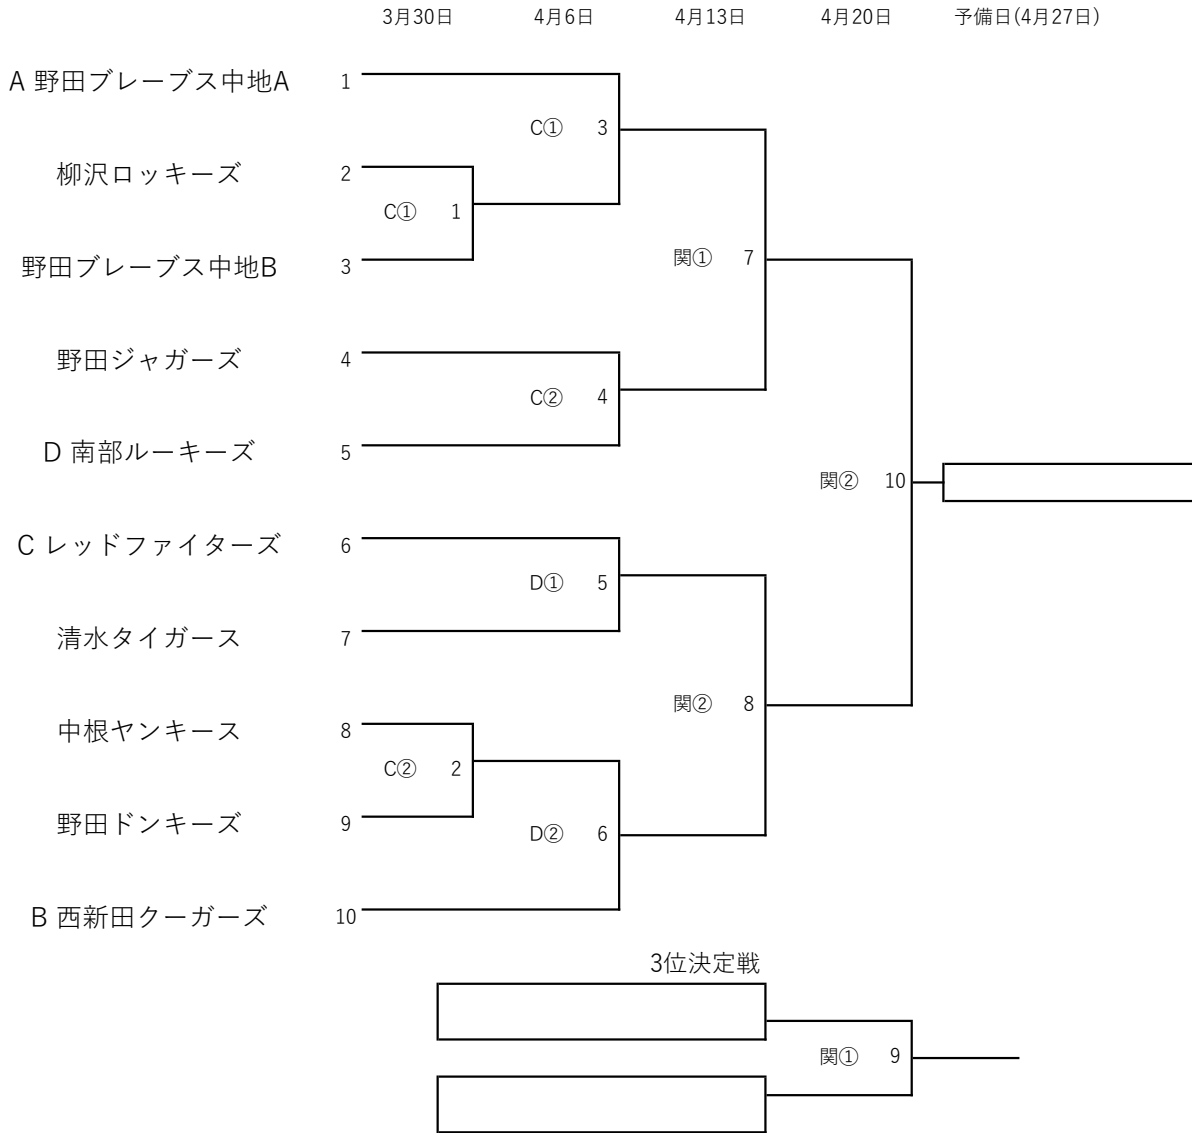 3月30日 4月6日 4月13日 4月20日 予備日(4月27日)
A 野田ブレーブス中地A 1
C① 3
柳沢ロッキーズ 2
C① 1
野田ブレーブス中地B 3
関① 7
野田ジャガーズ 4
C② 4
D 南部ルーキーズ 5
関② 10
C レッドファイターズ 6
D① 5
清水タイガース 7
関② 8
中根ヤンキース 8
C② 2
野田ドンキーズ 9
D② 6
B 西新田クーガーズ 10
3位決定戦
関① 9